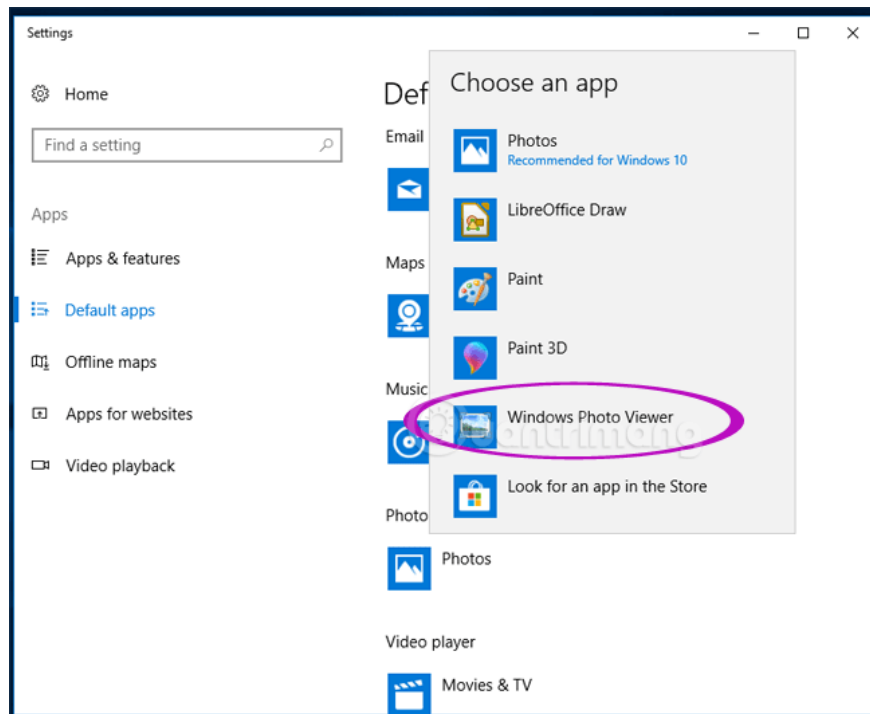 Settings
Home
Find a setting
Apps
Apps & features
Default apps
Offline maps
Apps for websites
Video playback
Def
Email
Maps
Music
Photo
Photos
Video player
Movies & TV
Choose an app
Photos
Recommended for Windows 10
LibreOffice Draw
Paint
Paint 3D
Windows Photo Viewer
uantrimang
Look for an app in the Store